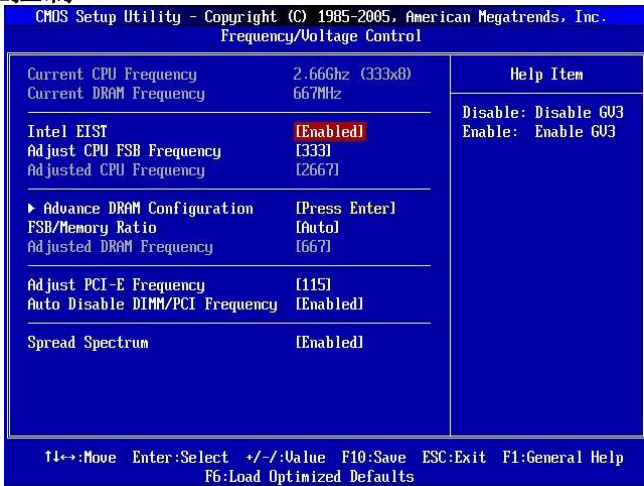 CMOS Setup Utility - Copyright (C) 1985-2005, American Megatrends, Inc.
Frequency/Voltage Control
Current CPU Frequency 2.66Ghz (333x8)
Current DRAM Frequency 667MHz
Intel EIST [Enabled]
Adjust CPU FSB Frequency [333]
Adjusted CPU Frequency [2667]
▶ Advance DRAM Configuration [Press Enter]
FSB/Memory Ratio [Auto]
Adjusted DRAM Frequency [667]
Adjust PCI-E Frequency [115]
Auto Disable DIMM/PCI Frequency [Enabled]
Spread Spectrum [Enabled]
Help Item
Disable: Disable GV3
Enable: Enable GV3
↑↓←→:Move Enter:Select +/-/:Value F10:Save ESC:Exit F1:General Help
F6:Load Optimized Defaults